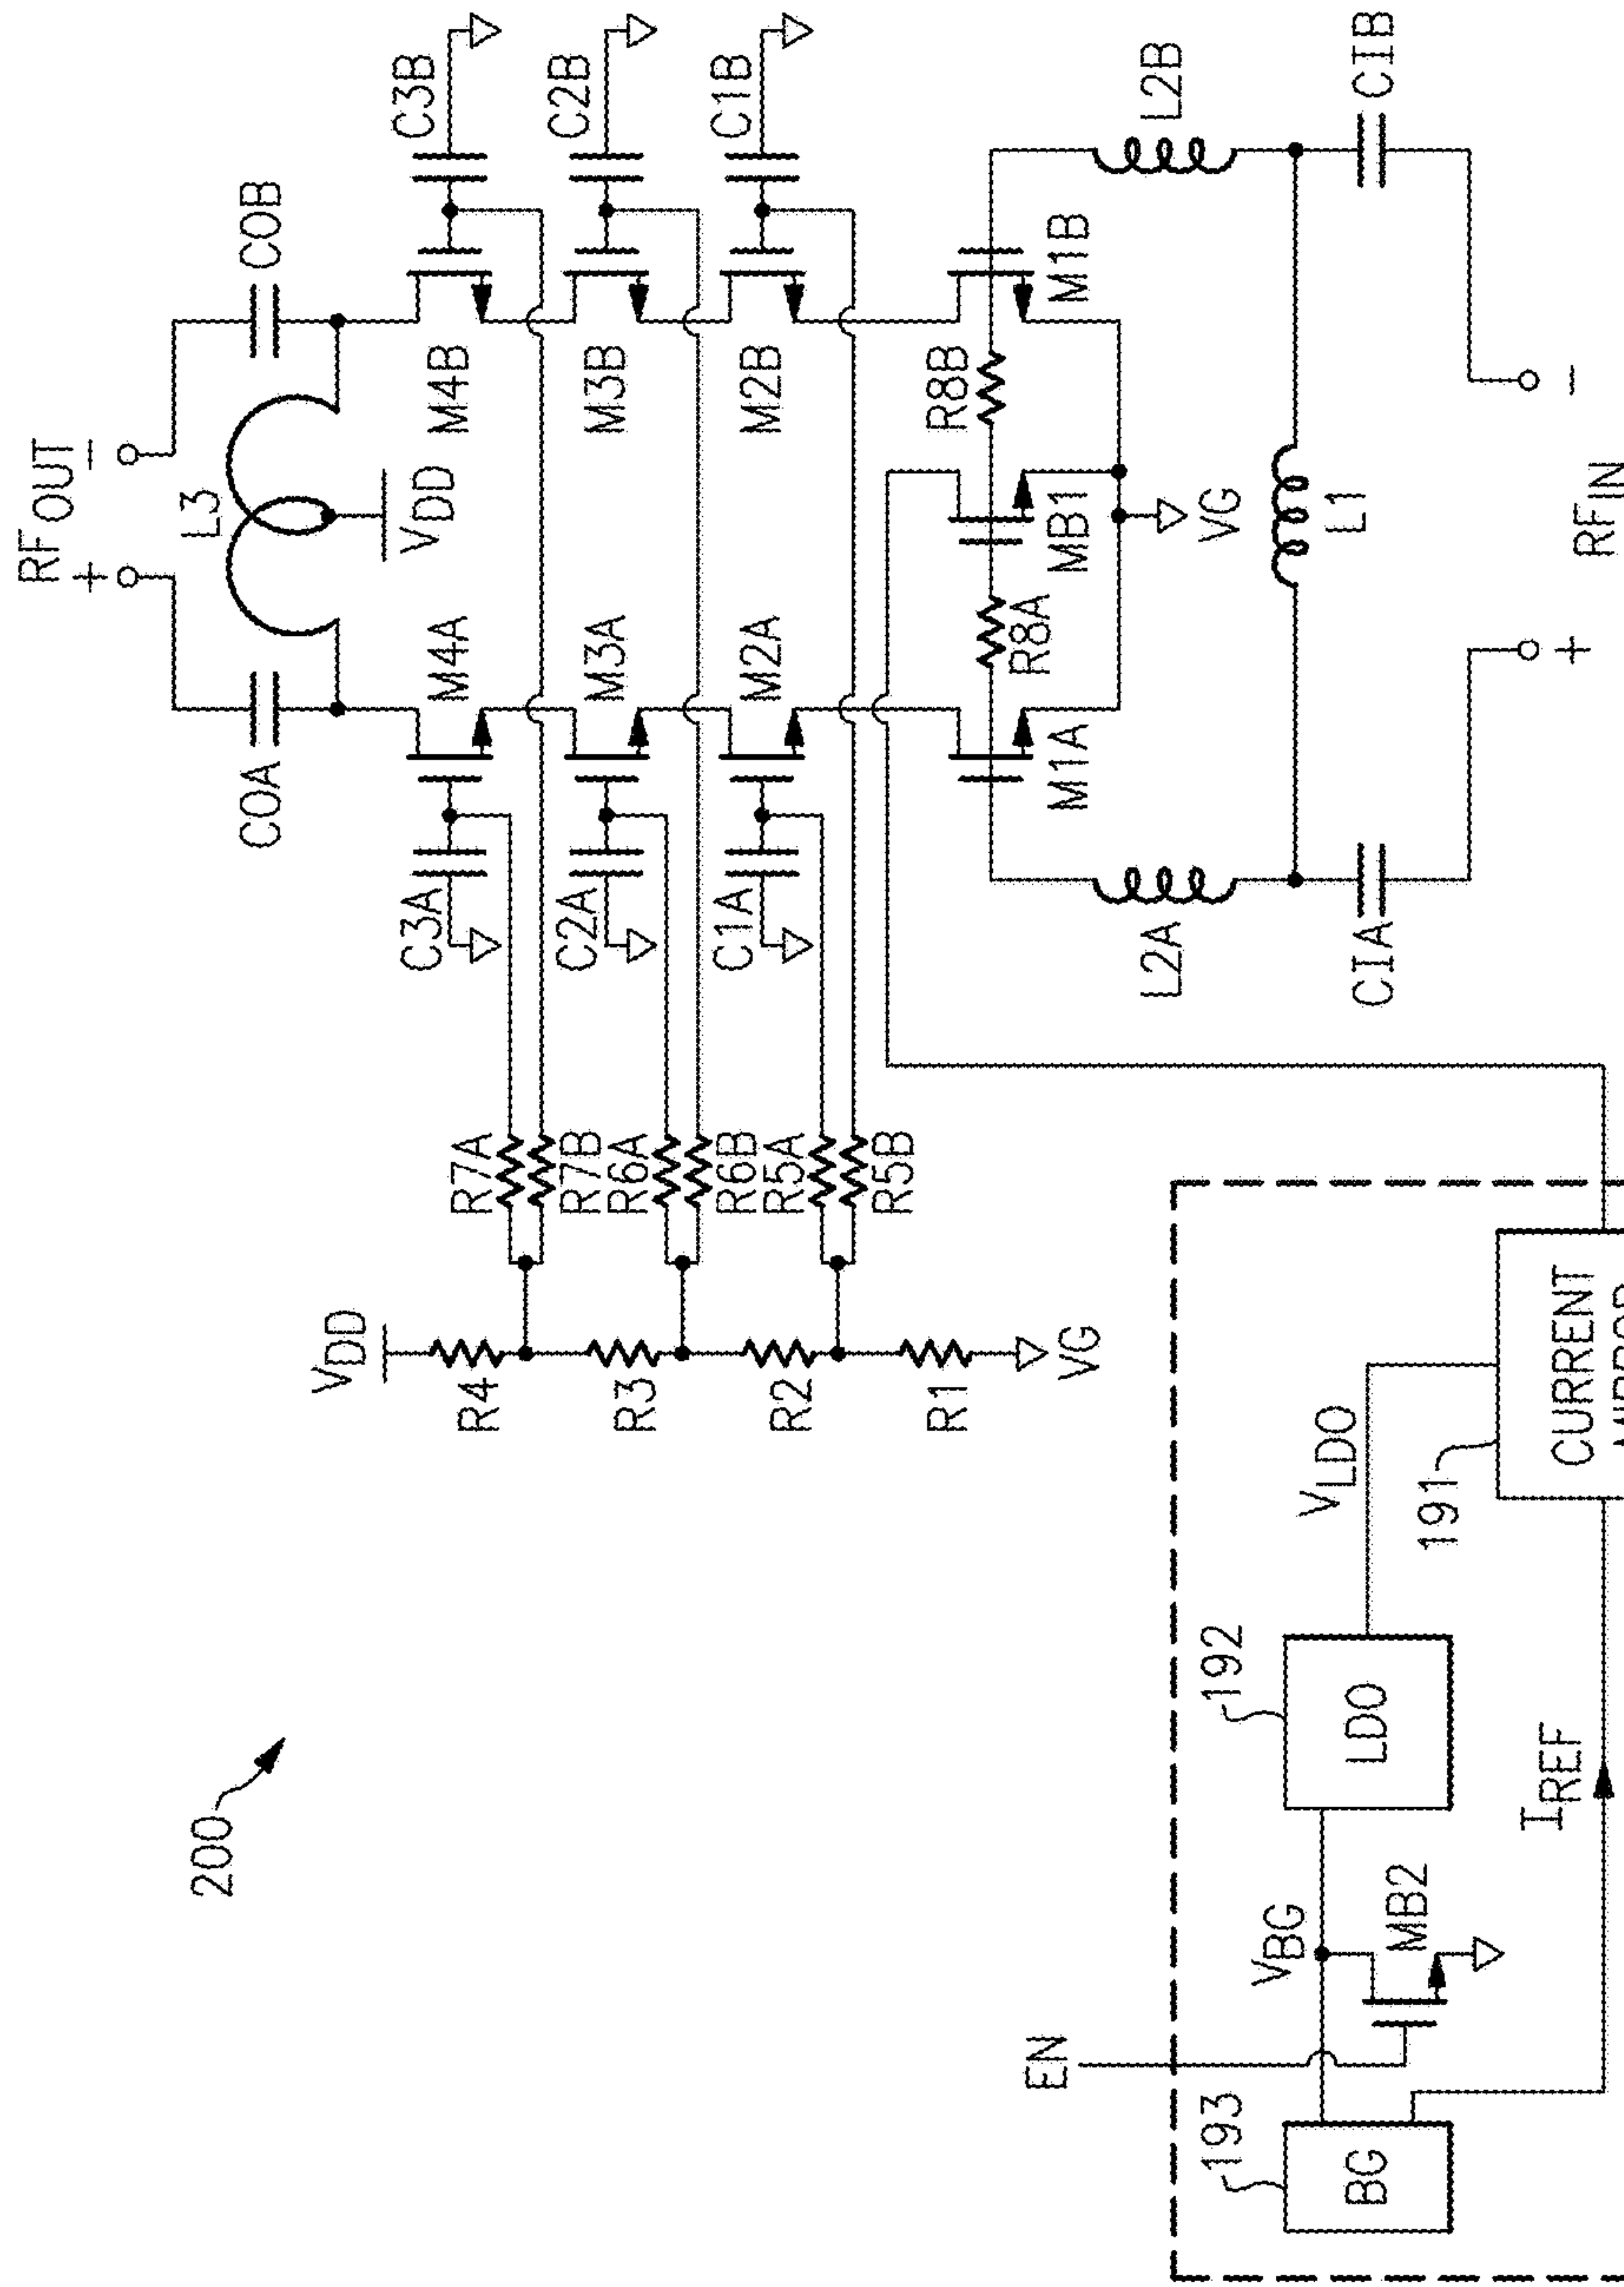 200
RF OUT
+
−
COA
COB
L3
VDD
M4A
M4B
C3A
C3B
M3A
M3B
C2A
C2B
M2A
M2B
C1A
C1B
R7A
R7B
R6A
R6B
R5A
R5B
VDD
R4
R3
R2
R1
VG
R8A
R8B
M1A
MB1
M1B
VG
L2A
L2B
L1
CIA
CIB
+
−
RF IN
EN
193
BG
VBG
MB2
192
LDO
VLDO
191
IREF
CURRENT